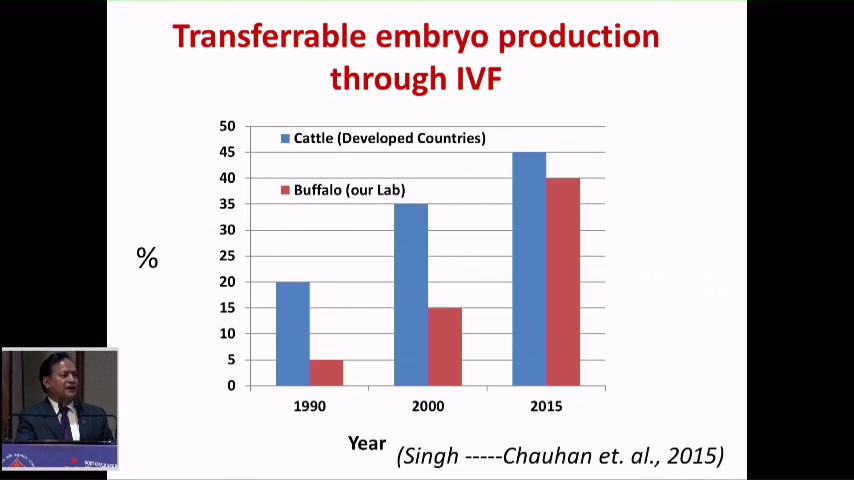 Transferrable embryo production
through IVF
50
45
40
35
30
25
20
15
10
5
0
Cattle (Developed Countries)
Buffalo (our Lab)
%
1990 2000 2015
Year
(Singh -----Chauhan et. al., 2015)